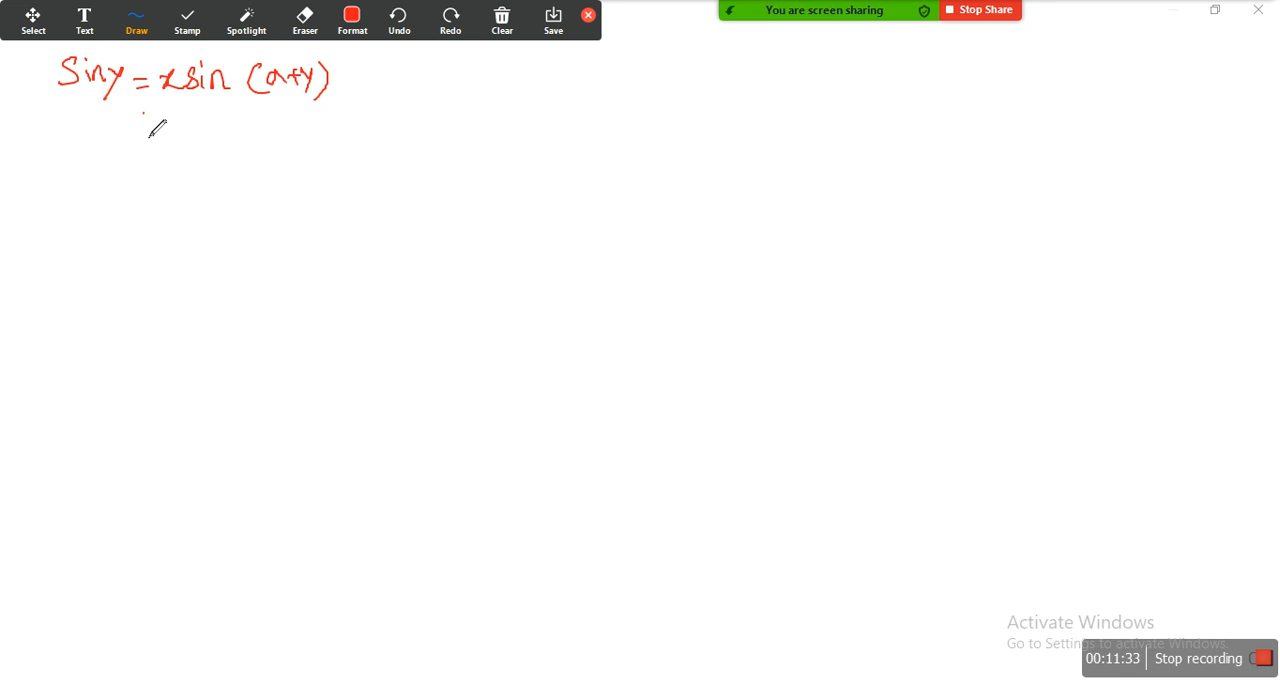 Select Text Draw Stamp Spotlight Eraser Format Undo Redo Clear Save
You are screen sharing Stop Share
Siny = x sin (a+y)
Activate Windows
Go to Settings to activate Windows.
00:11:33 Stop recording